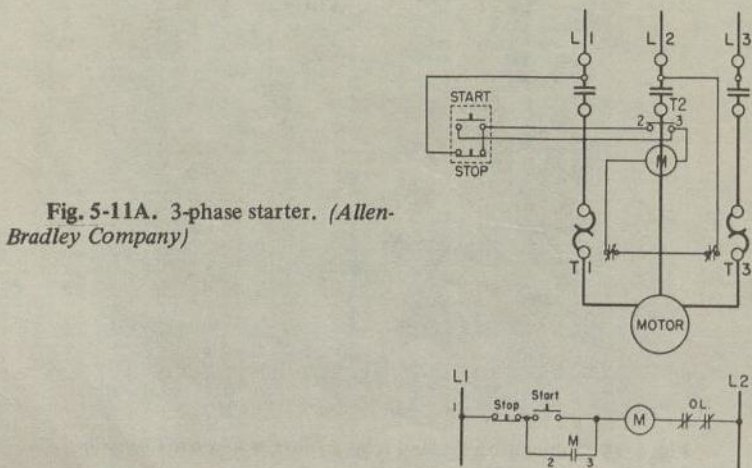 L1 L2 L3
T2
START
2 3
M
STOP
Fig. 5-11A. 3-phase starter. (Allen-
Bradley Company)
T1 T3
MOTOR
L1 L2
1 Stop Start M O L.
M
2 3